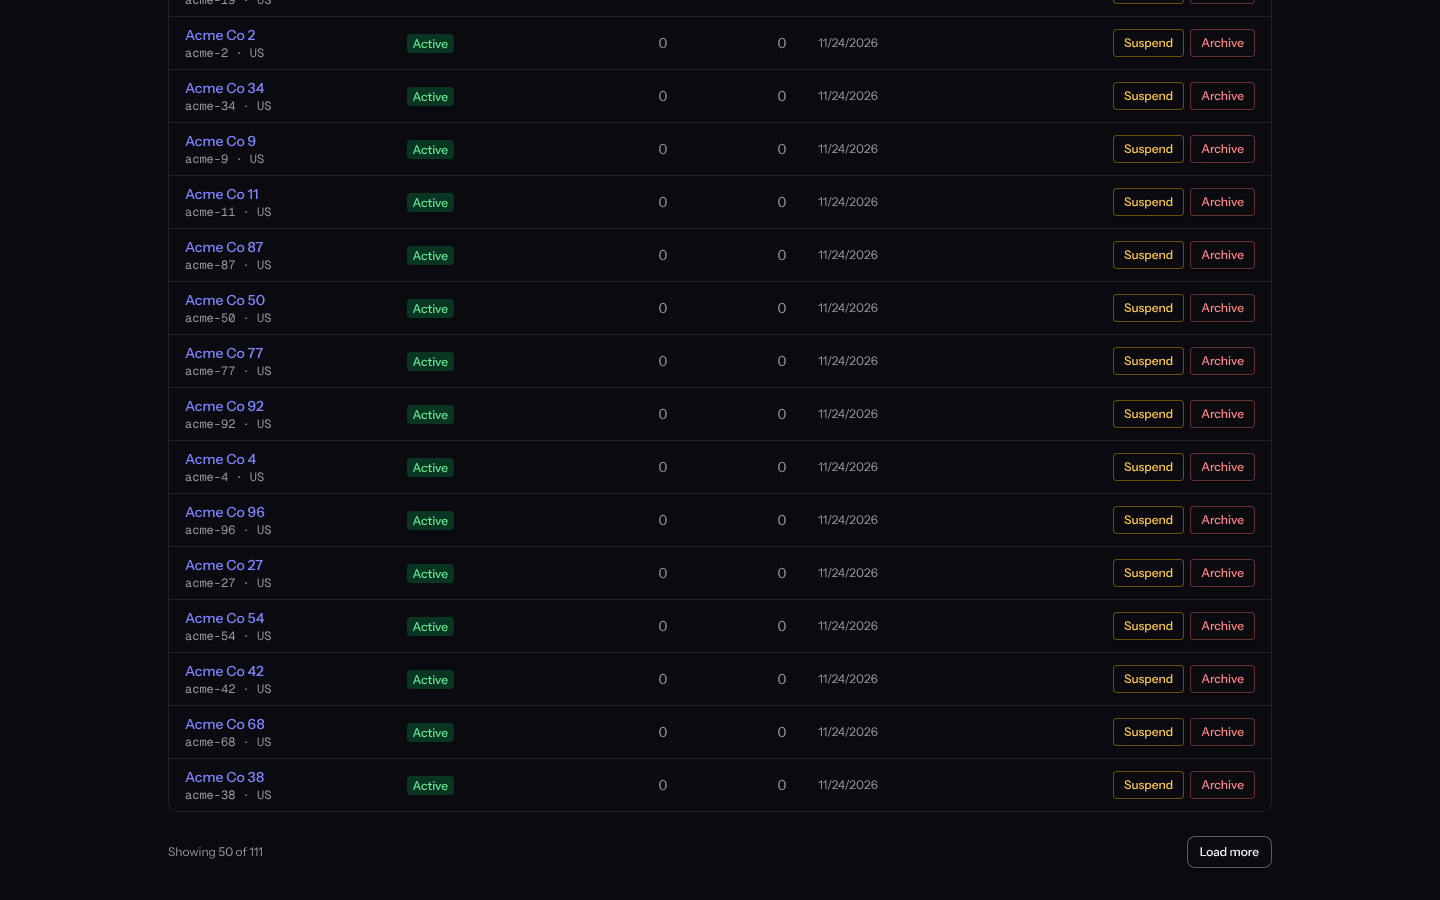 acme-19 · US
Acme Co 2
acme-2 · US
Active
0
0
11/24/2026
Suspend
Archive
Acme Co 34
acme-34 · US
Active
0
0
11/24/2026
Suspend
Archive
Acme Co 9
acme-9 · US
Active
0
0
11/24/2026
Suspend
Archive
Acme Co 11
acme-11 · US
Active
0
0
11/24/2026
Suspend
Archive
Acme Co 87
acme-87 · US
Active
0
0
11/24/2026
Suspend
Archive
Acme Co 50
acme-50 · US
Active
0
0
11/24/2026
Suspend
Archive
Acme Co 77
acme-77 · US
Active
0
0
11/24/2026
Suspend
Archive
Acme Co 92
acme-92 · US
Active
0
0
11/24/2026
Suspend
Archive
Acme Co 4
acme-4 · US
Active
0
0
11/24/2026
Suspend
Archive
Acme Co 96
acme-96 · US
Active
0
0
11/24/2026
Suspend
Archive
Acme Co 27
acme-27 · US
Active
0
0
11/24/2026
Suspend
Archive
Acme Co 54
acme-54 · US
Active
0
0
11/24/2026
Suspend
Archive
Acme Co 42
acme-42 · US
Active
0
0
11/24/2026
Suspend
Archive
Acme Co 68
acme-68 · US
Active
0
0
11/24/2026
Suspend
Archive
Acme Co 38
acme-38 · US
Active
0
0
11/24/2026
Suspend
Archive
Showing 50 of 111
Load more